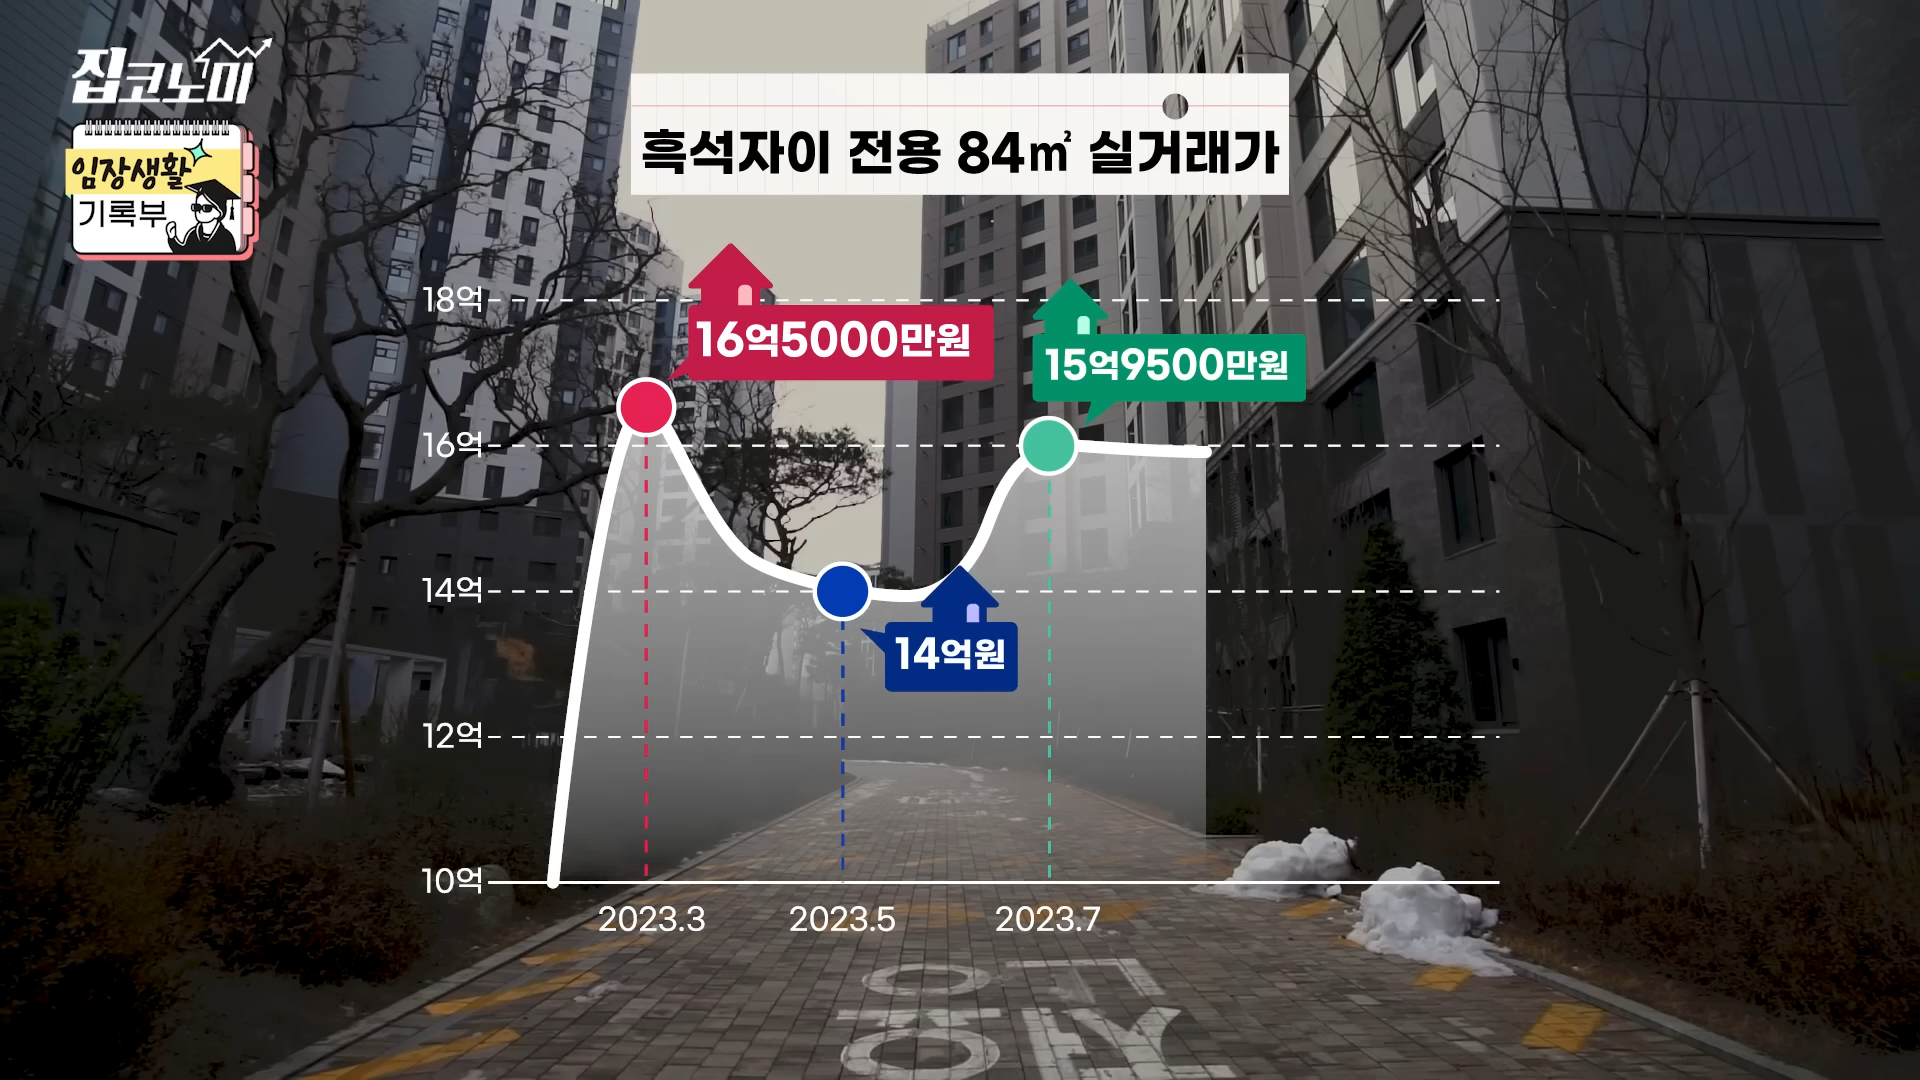 집코노미
임장생활
기록부
흑석자이 전용 84㎡ 실거래가
18억
16억5000만원
15억9500만원
16억
14억
14억원
12억
10억
2023.3
2023.5
2023.7